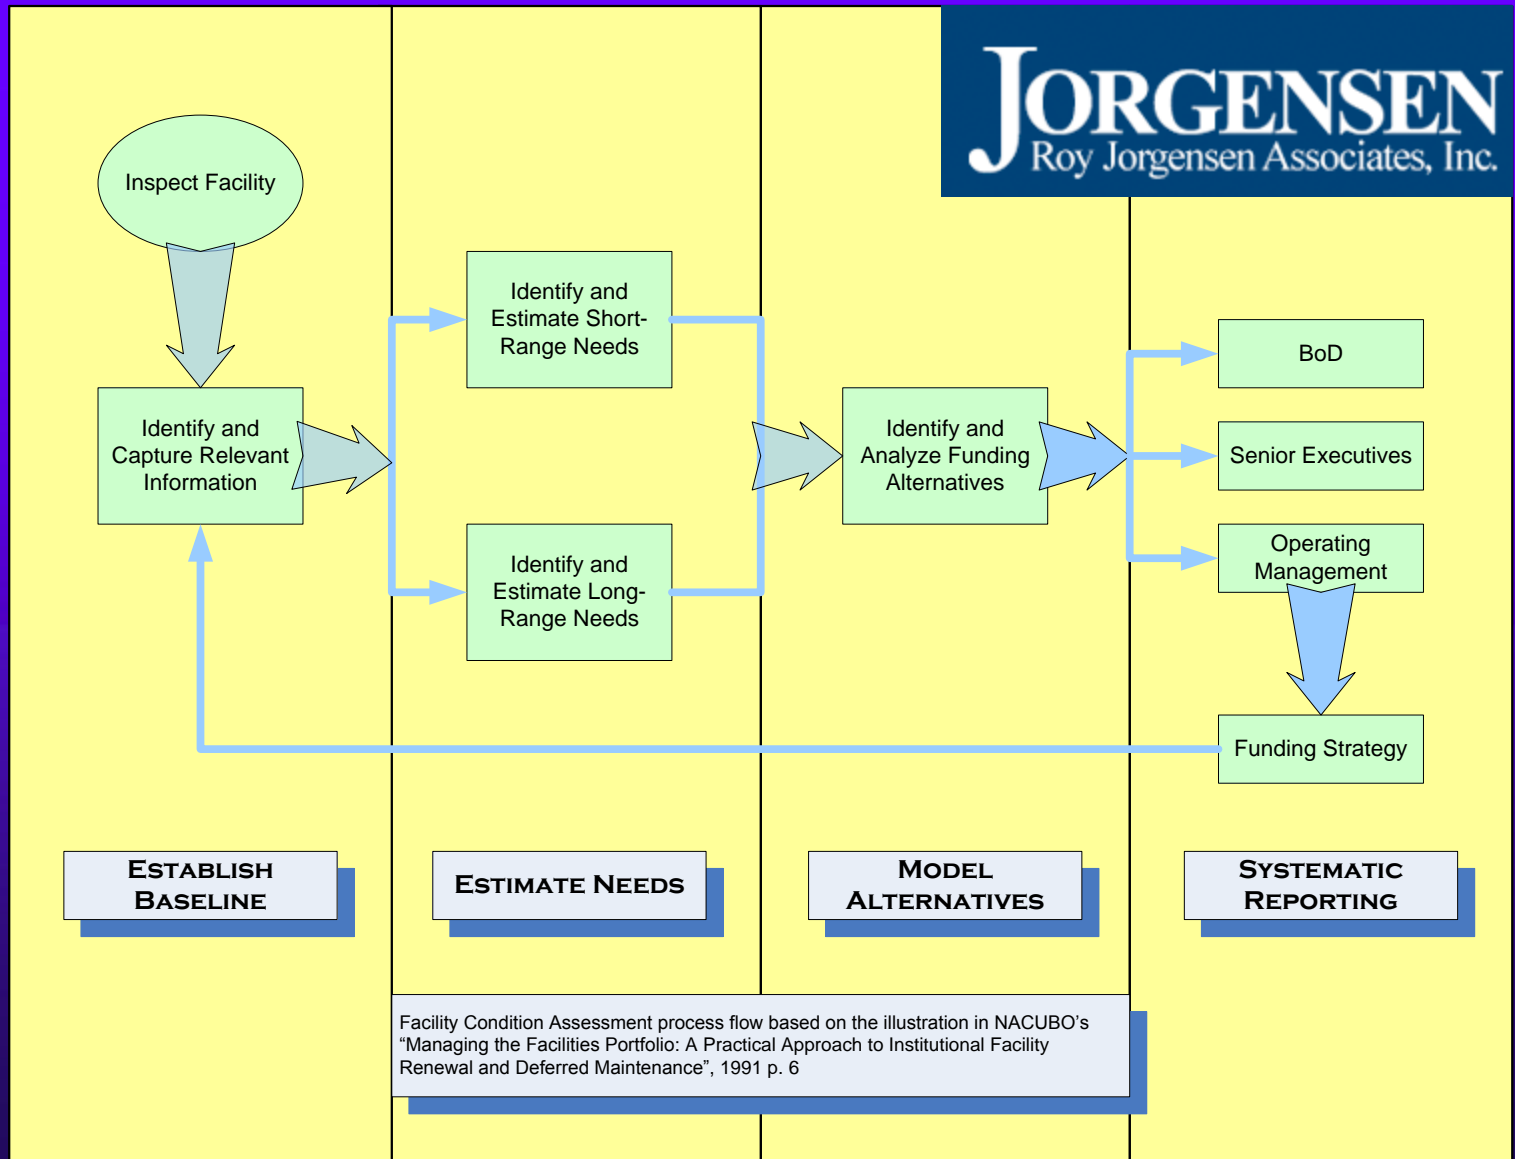 JORGENSEN
Roy Jorgensen Associates, Inc.
Inspect Facility
Identify and
Capture Relevant
Information
Identify and
Estimate Short-
Range Needs
Identify and
Estimate Long-
Range Needs
Identify and
Analyze Funding
Alternatives
BoD
Senior Executives
Operating
Management
Funding Strategy
ESTABLISH
BASELINE
ESTIMATE NEEDS
MODEL
ALTERNATIVES
SYSTEMATIC
REPORTING
Facility Condition Assessment process flow based on the illustration in NACUBO’s
“Managing the Facilities Portfolio: A Practical Approach to Institutional Facility
Renewal and Deferred Maintenance”, 1991 p. 6